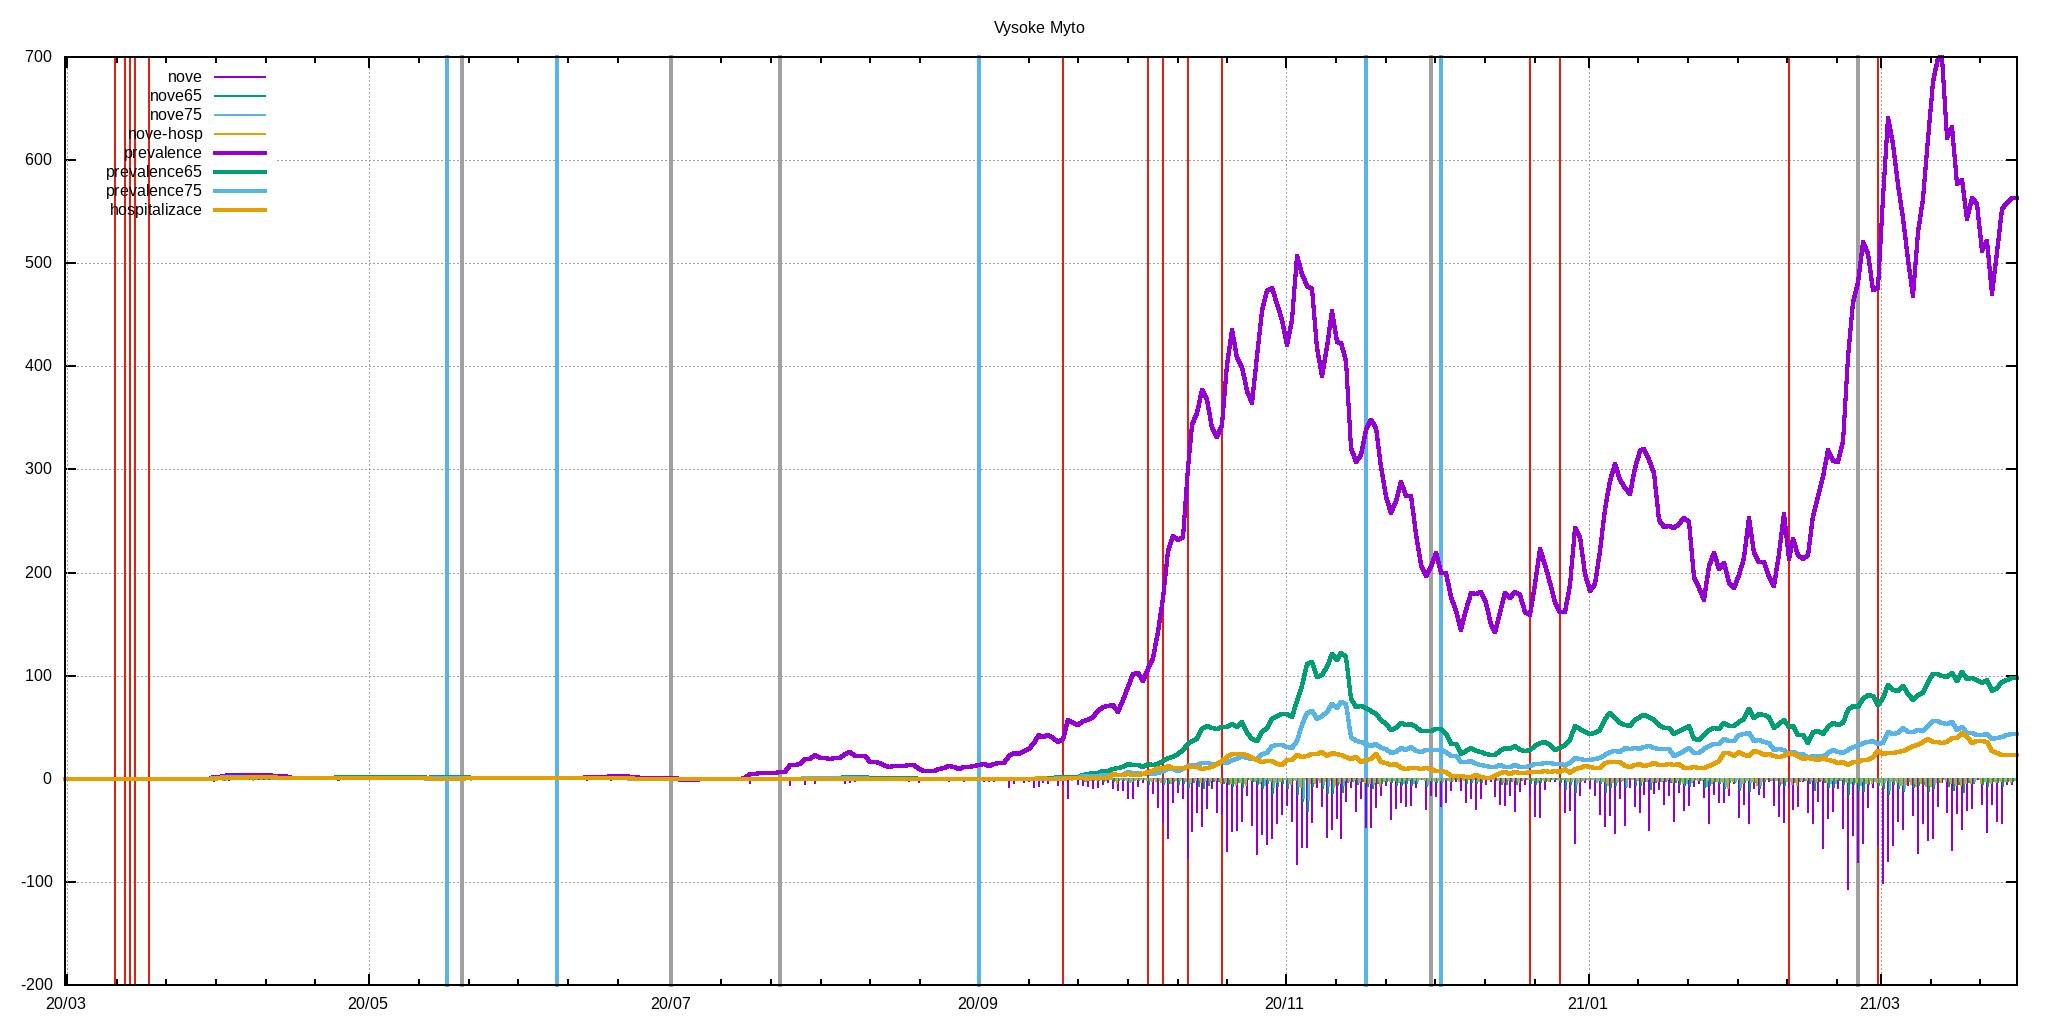 Vysoke Myto
700
600
500
400
300
200
100
0
-100
-200
nove
nove65
nove75
nove-hosp
prevalence
prevalence65
prevalence75
hospitalizace
20/03 20/05 20/07 20/09 20/11 21/01 21/03